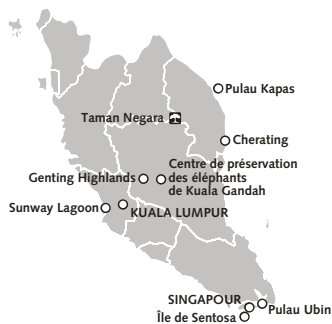 Pulau Kapas
Taman Negara
Cherating
Centre de préservation
des éléphants
de Kuala Gandah
Genting Highlands
Sunway Lagoon
KUALA LUMPUR
SINGAPOUR
Pulau Ubin
Île de Sentosa